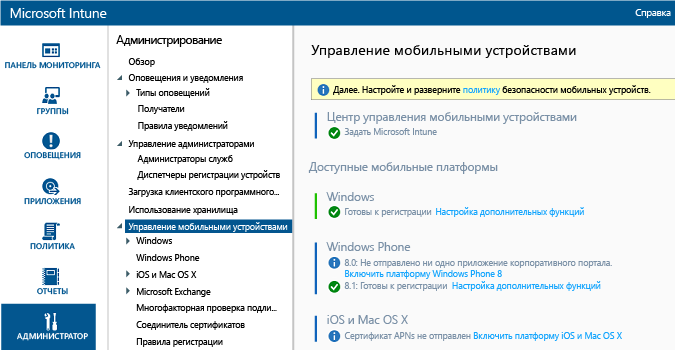 Microsoft Intune
Справка
ПАНЕЛЬ МОНИТОРИНГА
ГРУППЫ
ОПОВЕЩЕНИЯ
ПРИЛОЖЕНИЯ
ПОЛИТИКА
ОТЧЕТЫ
АДМИНИСТРАТОР
Администрирование
Обзор
Оповещения и уведомления
Типы оповещений
Получатели
Правила уведомлений
Управление администраторами
Администраторы служб
Диспетчеры регистрации устройств
Загрузка клиентского программного...
Использование хранилища
Управление мобильными устройствами
Windows
Windows Phone
iOS и Mac OS X
Microsoft Exchange
Многофакторная проверка подли...
Соединитель сертификатов
Правила регистрации
Управление мобильными устройствами
Далее. Настройте и разверните политику безопасности мобильных устройств.
Центр управления мобильными устройствами
Задать Microsoft Intune
Доступные мобильные платформы
Windows
Готовы к регистрации Настройка дополнительных функций
Windows Phone
8.0: Не отправлено ни одно приложение корпоративного портала.
Включить платформу Windows Phone 8
8.1: Готовы к регистрации Настройка дополнительных функций
iOS и Mac OS X
Сертификат APNs не отправлен Включить платформу iOS и Mac OS X